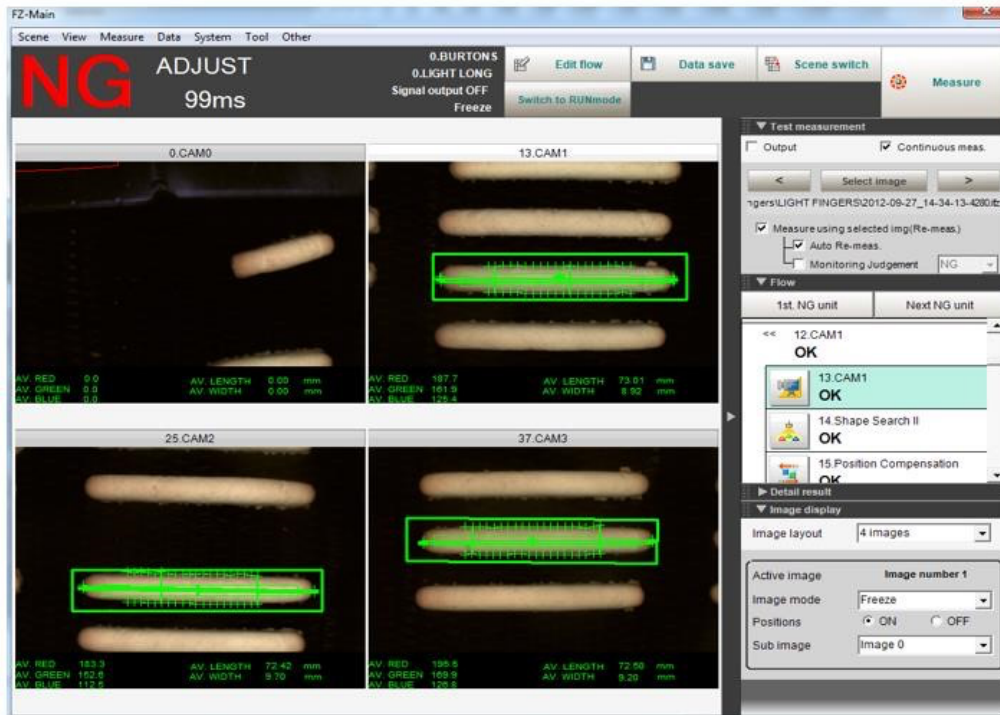 FZ-Main
Scene View Measure Data System Tool Other
NG
ADJUST
99ms
0.BURTONS
0.LIGHT LONG
Signal output OFF
Freeze
Edit flow
Data save
Scene switch
Measure
Switch to RUNmode
0.CAM0
AV. RED 0.0
AV. GREEN 0.0
AV. BLUE 0.0
AV. LENGTH 0.00 mm
AV. WIDTH 0.00 mm
13.CAM1
AV. RED 187.7
AV. GREEN 161.9
AV. BLUE 125.4
AV. LENGTH 73.01 mm
AV. WIDTH 8.92 mm
25.CAM2
AV. RED 183.3
AV. GREEN 152.6
AV. BLUE 112.5
AV. LENGTH 72.42 mm
AV. WIDTH 9.70 mm
37.CAM3
AV. RED 195.5
AV. GREEN 169.9
AV. BLUE 126.8
AV. LENGTH 72.50 mm
AV. WIDTH 9.20 mm
Test measurement
Output
Continuous meas.
< Select image >
ngers\LIGHT FINGERS\2012-09-27_14-34-13-4280.ifz
Measure using selected img(Re-meas.)
Auto Re-meas.
Monitoring Judgement NG
Flow
1st. NG unit Next NG unit
<< 12.CAM1
OK
13.CAM1
OK
14.Shape Search II
OK
15.Position Compensation
OK
Detail result
Image display
Image layout 4 images
Active image Image number 1
Image mode Freeze
Positions ON OFF
Sub image Image 0